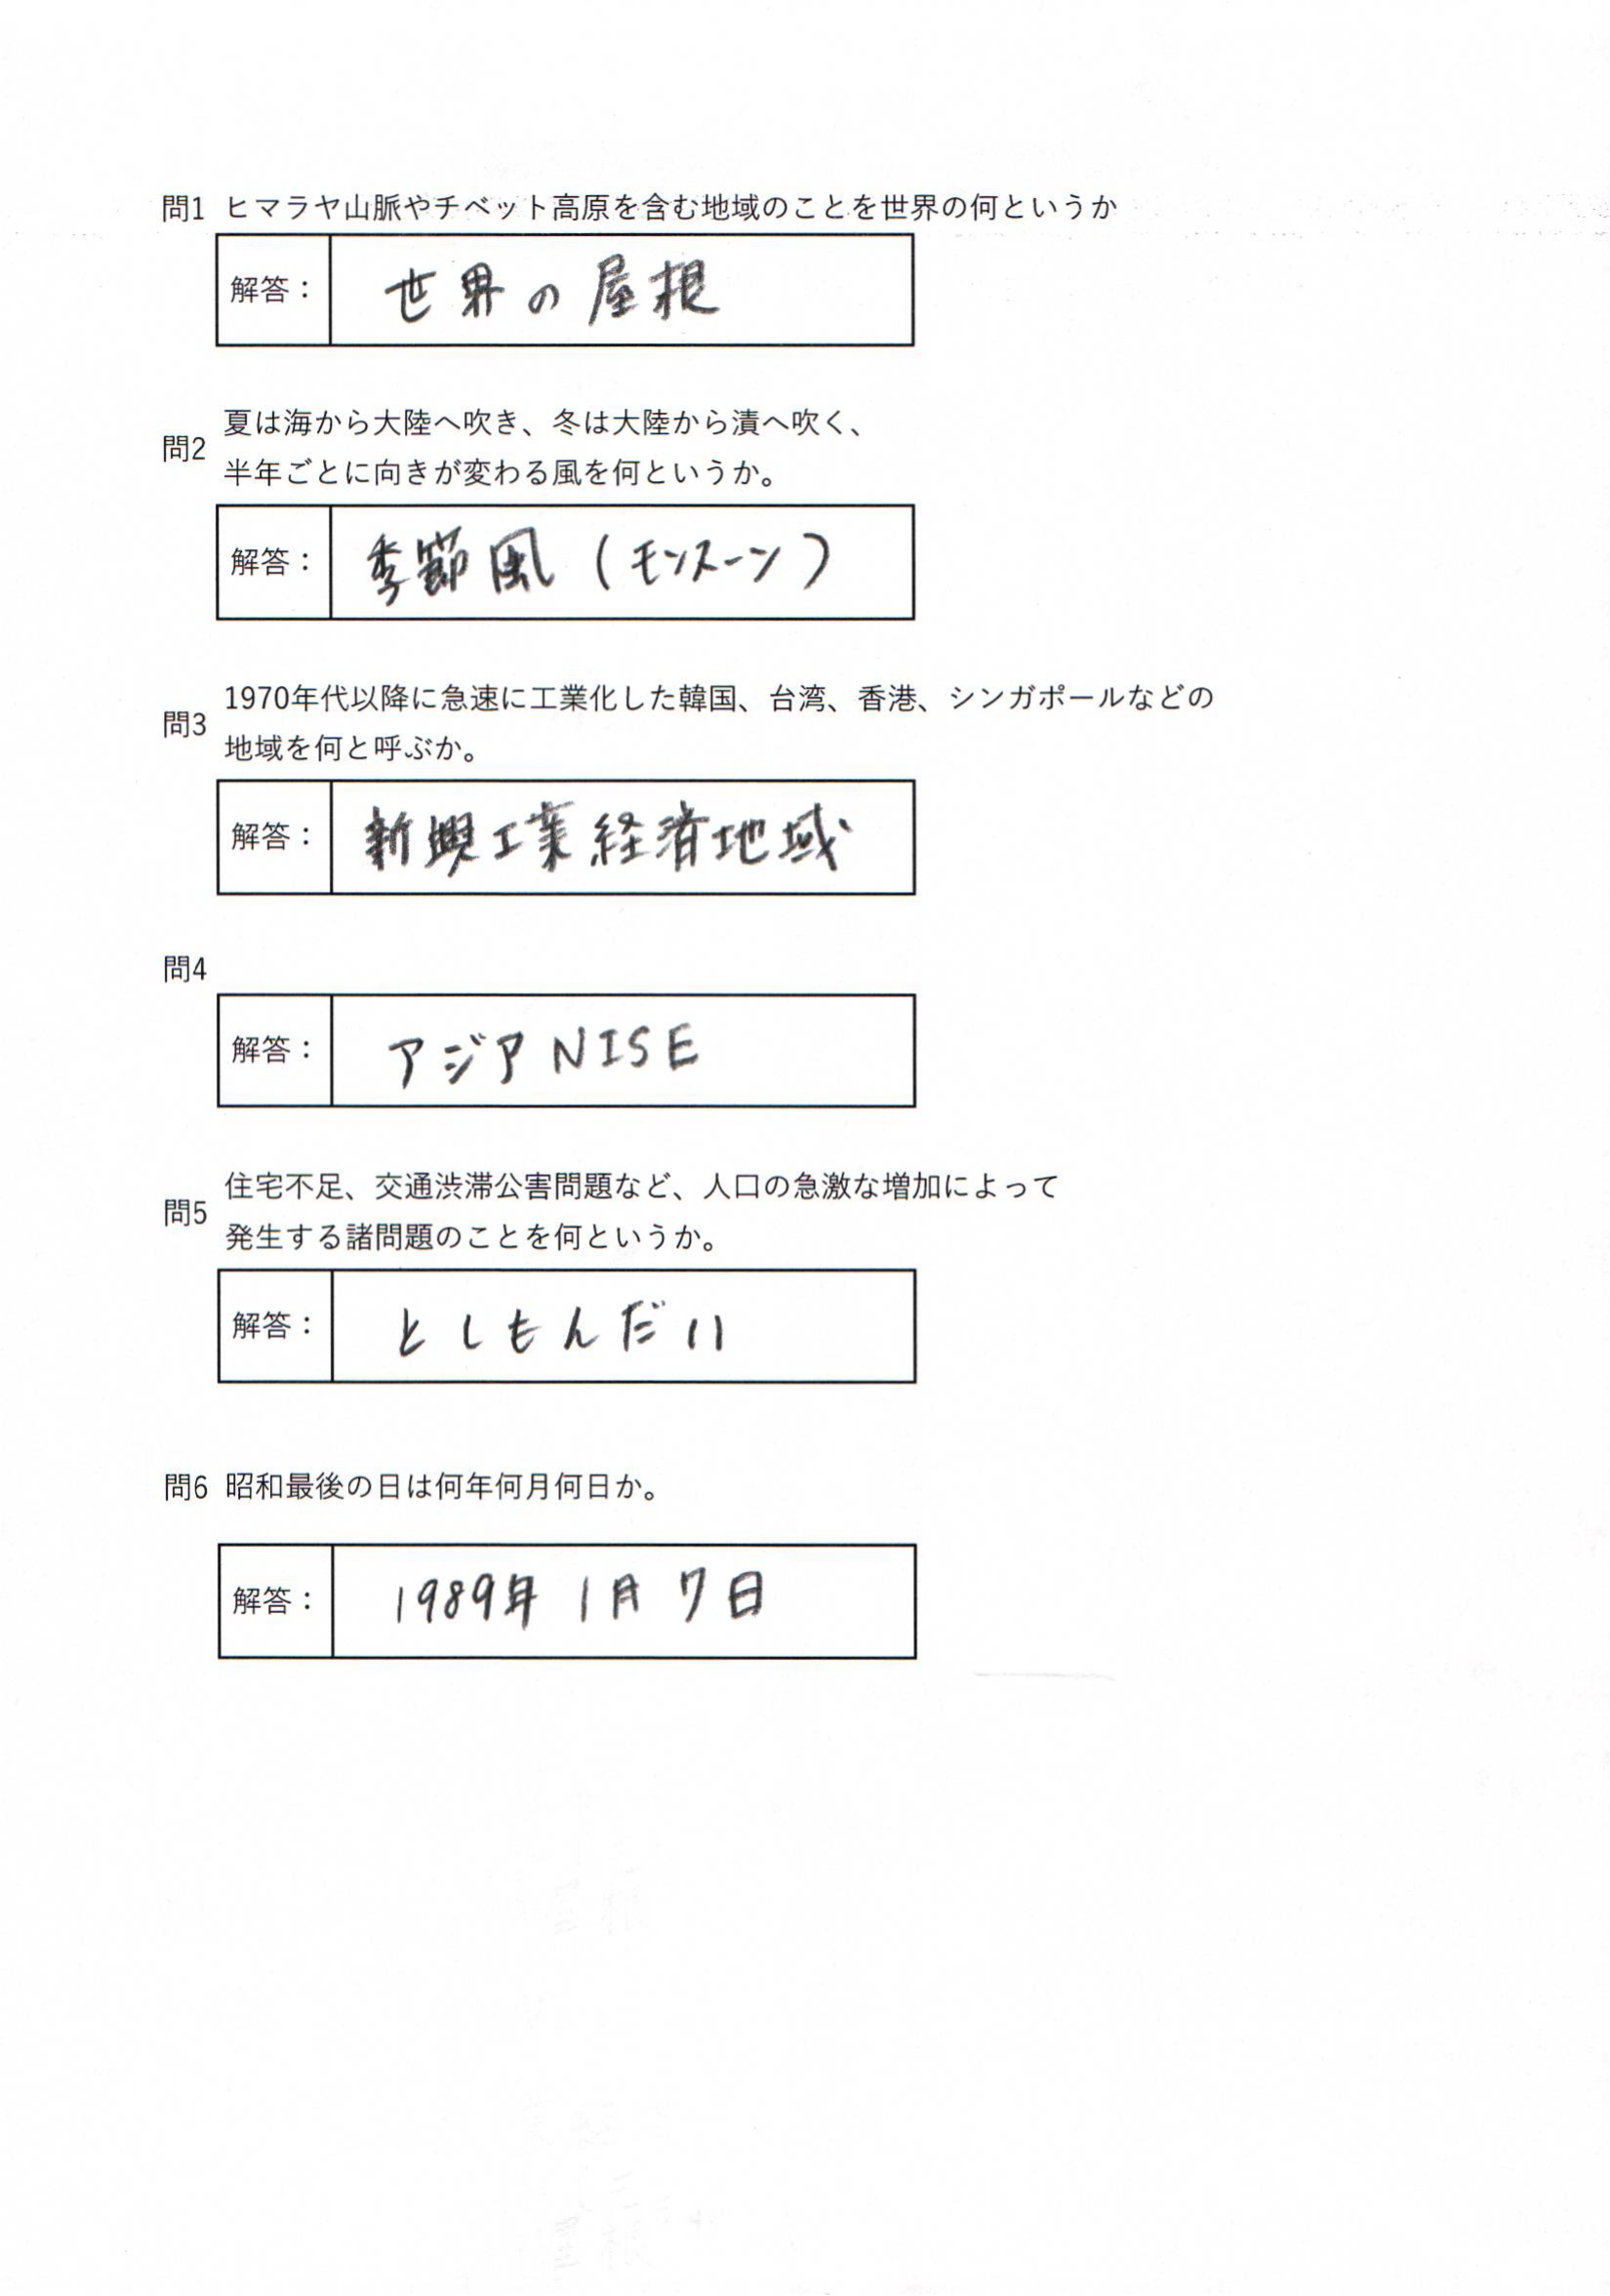 問1 ヒマラヤ山脈やチベット高原を含む地域のことを世界の何というか
解答： 世界の屋根
問2 夏は海から大陸へ吹き、冬は大陸から漬へ吹く、
半年ごとに向きが変わる風を何というか。
解答： 季節風（モンスーン）
問3 1970年代以降に急速に工業化した韓国、台湾、香港、シンガポールなどの
地域を何と呼ぶか。
解答： 新興工業経済地域
問4
解答： アジアNISE
問5 住宅不足、交通渋滞公害問題など、人口の急激な増加によって
発生する諸問題のことを何というか。
解答： としもんだい
問6 昭和最後の日は何年何月何日か。
解答： 1989年1月7日